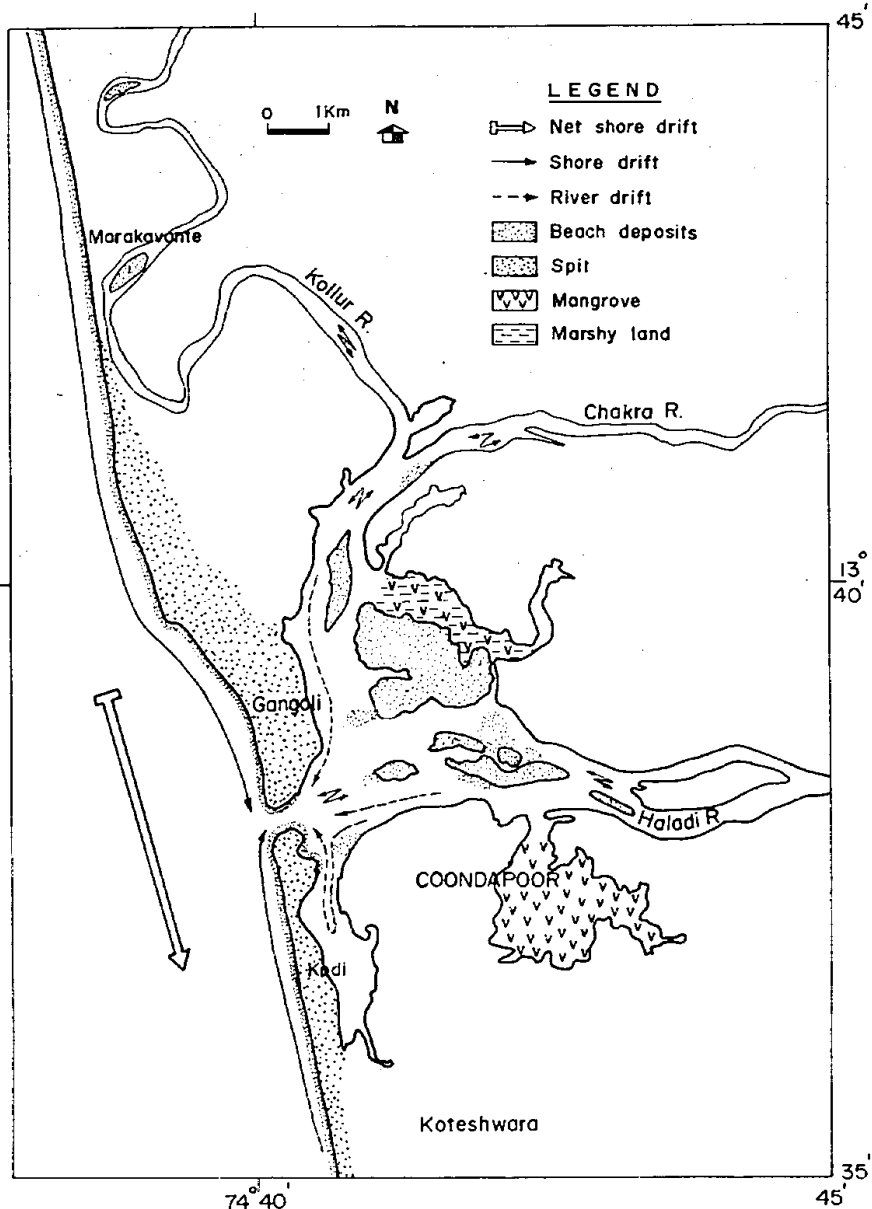 45'
LEGEND
0 1Km
N
Net shore drift
Shore drift
River drift
Beach deposits
Spit
Mangrove
Marshy land
Marakavante
Kollur R.
Chakra R.
13°
40'
Gangoli
Haladi R
COONDAPOOR
Kodi
Koteshwara
35'
74° 40'
45'